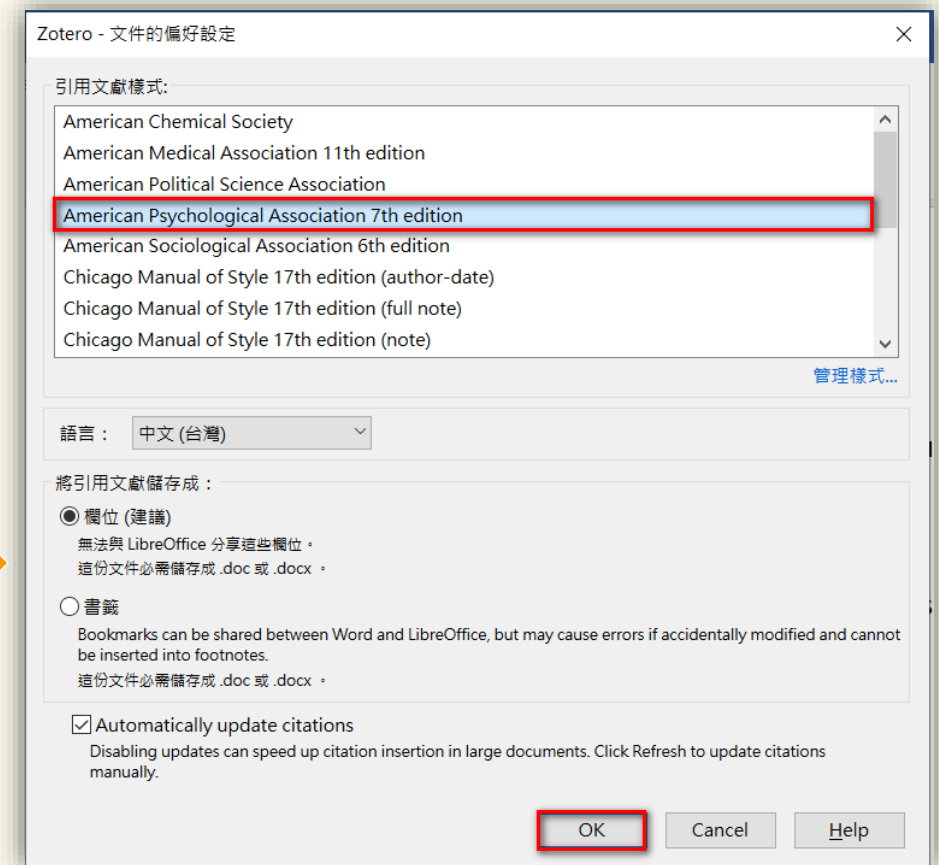 Zotero - 文件的偏好設定
引用文獻樣式:
American Chemical Society
American Medical Association 11th edition
American Political Science Association
American Psychological Association 7th edition
American Sociological Association 6th edition
Chicago Manual of Style 17th edition (author-date)
Chicago Manual of Style 17th edition (full note)
Chicago Manual of Style 17th edition (note)
管理樣式...
語言： 中文 (台灣)
將引用文獻儲存成：
欄位 (建議)
無法與 LibreOffice 分享這些欄位。
這份文件必需儲存成 .doc 或 .docx 。
書籤
Bookmarks can be shared between Word and LibreOffice, but may cause errors if accidentally modified and cannot
be inserted into footnotes.
這份文件必需儲存成 .doc 或 .docx 。
Automatically update citations
Disabling updates can speed up citation insertion in large documents. Click Refresh to update citations
manually.
OK Cancel Help